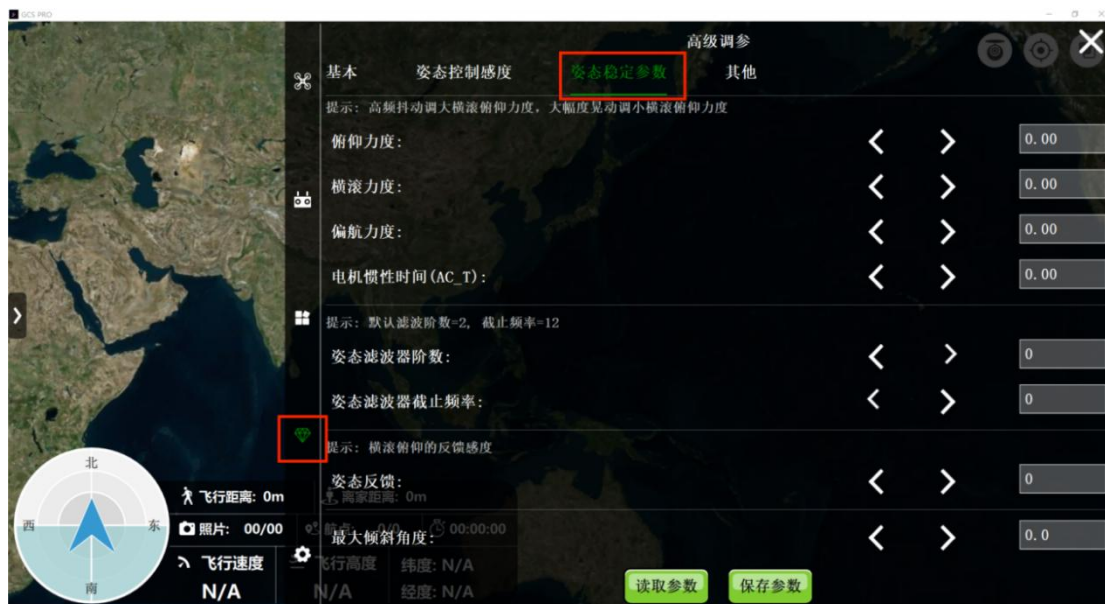 GCS PRO
高级调参
基本 姿态控制感度 姿态稳定参数 其他
提示: 高频抖动调大横滚俯仰力度, 大幅度晃动调小横滚俯仰力度
俯仰力度: 0.00
横滚力度: 0.00
偏航力度: 0.00
电机惯性时间(AC_T): 0.00
提示: 默认滤波阶数=2, 截止频率=12
姿态滤波器阶数: 0
姿态滤波器截止频率: 0
提示: 横滚俯仰的反馈感度
姿态反馈: 0
最大倾斜角度: 0.0
读取参数 保存参数
北
西 东
南
飞行距离: 0m 离家距离: 0m
照片: 00/00 航点: 0/0 00:00:00
飞行速度 飞行高度 纬度: N/A
N/A N/A 经度: N/A